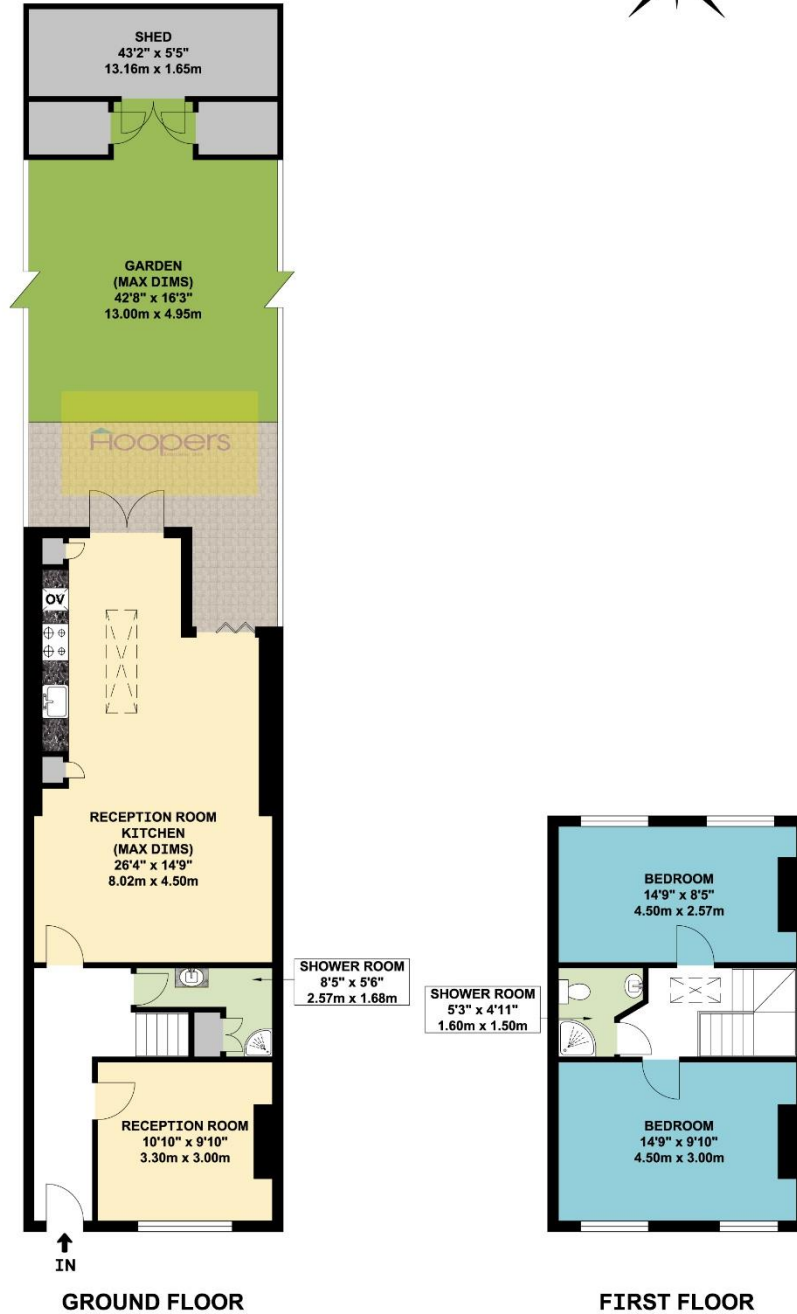 SHED
43'2" x 5'5"
13.16m x 1.65m
GARDEN
(MAX DIMS)
42'8" x 16'3"
13.00m x 4.95m
Hoopers
OV
RECEPTION ROOM
KITCHEN
(MAX DIMS)
26'4" x 14'9"
8.02m x 4.50m
SHOWER ROOM
8'5" x 5'6"
2.57m x 1.68m
RECEPTION ROOM
10'10" x 9'10"
3.30m x 3.00m
IN
GROUND FLOOR
BEDROOM
14'9" x 8'5"
4.50m x 2.57m
SHOWER ROOM
5'3" x 4'11"
1.60m x 1.50m
BEDROOM
14'9" x 9'10"
4.50m x 3.00m
FIRST FLOOR